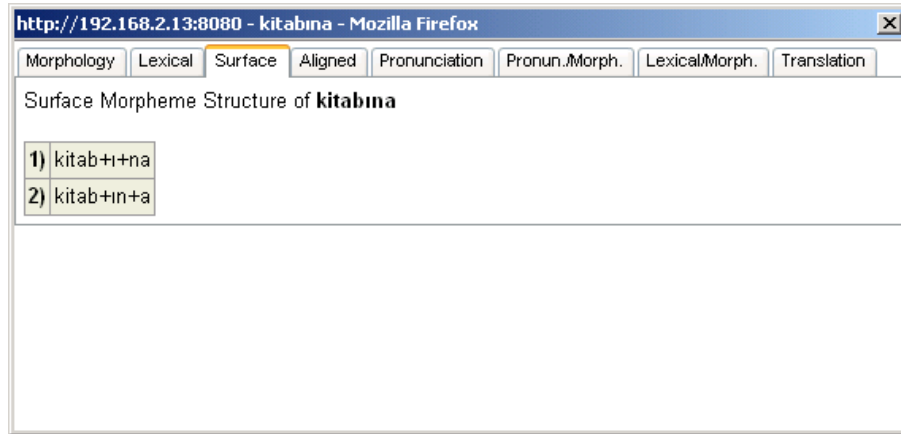 http://192.168.2.13:8080 - kitabına - Mozilla Firefox
Morphology Lexical Surface Aligned Pronunciation Pronun./Morph. Lexical/Morph. Translation
Surface Morpheme Structure of kitabına
1) kitab+ı+na
2) kitab+ın+a